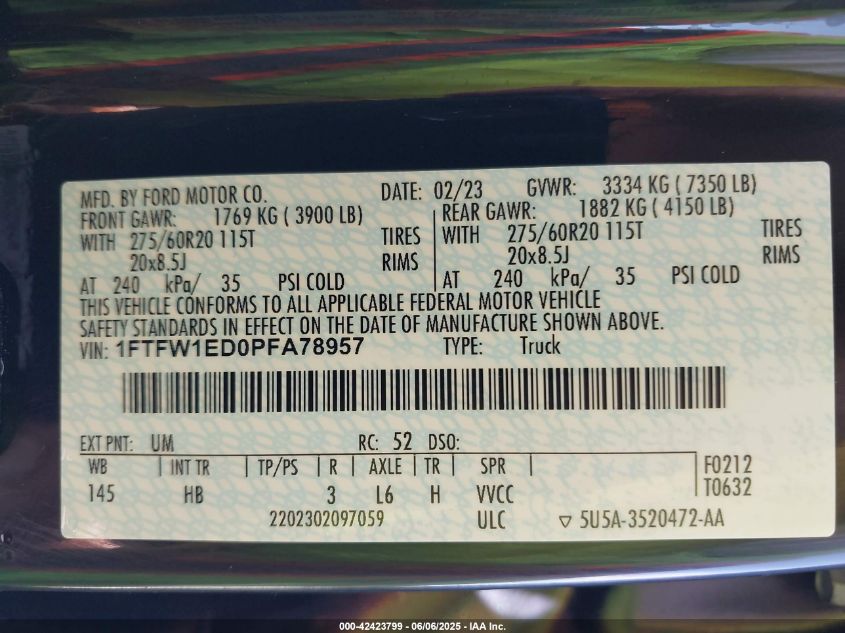 MFD. BY FORD MOTOR CO. DATE: 02/23 GVWR: 3334 KG ( 7350 LB)
FRONT GAWR: 1769 KG ( 3900 LB) REAR GAWR: 1882 KG ( 4150 LB)
WITH 275/60R20 115T TIRES WITH 275/60R20 115T TIRES
20x8.5J RIMS 20x8.5J RIMS
AT 240 kPa/ 35 PSI COLD AT 240 kPa/ 35 PSI COLD
THIS VEHICLE CONFORMS TO ALL APPLICABLE FEDERAL MOTOR VEHICLE
SAFETY STANDARDS IN EFFECT ON THE DATE OF MANUFACTURE SHOWN ABOVE.
VIN: 1FTFW1ED0PFA78957 TYPE: Truck
EXT PNT: UM RC: 52 DSO:
WB | INT TR | TP/PS | R | AXLE | TR | SPR | F0212
145 HB 3 L6 H VVCC T0632
2202302097059 ULC ▽ 5U5A-3520472-AA
000-42423799 - 06/06/2025 - IAA Inc.